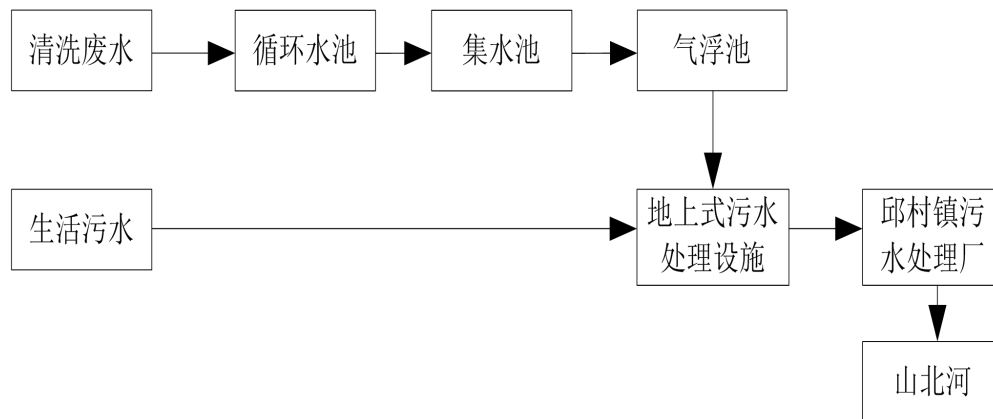 清洗废水
循环水池
集水池
气浮池
生活污水
地上式污水
处理设施
邱村镇污
水处理厂
山北河